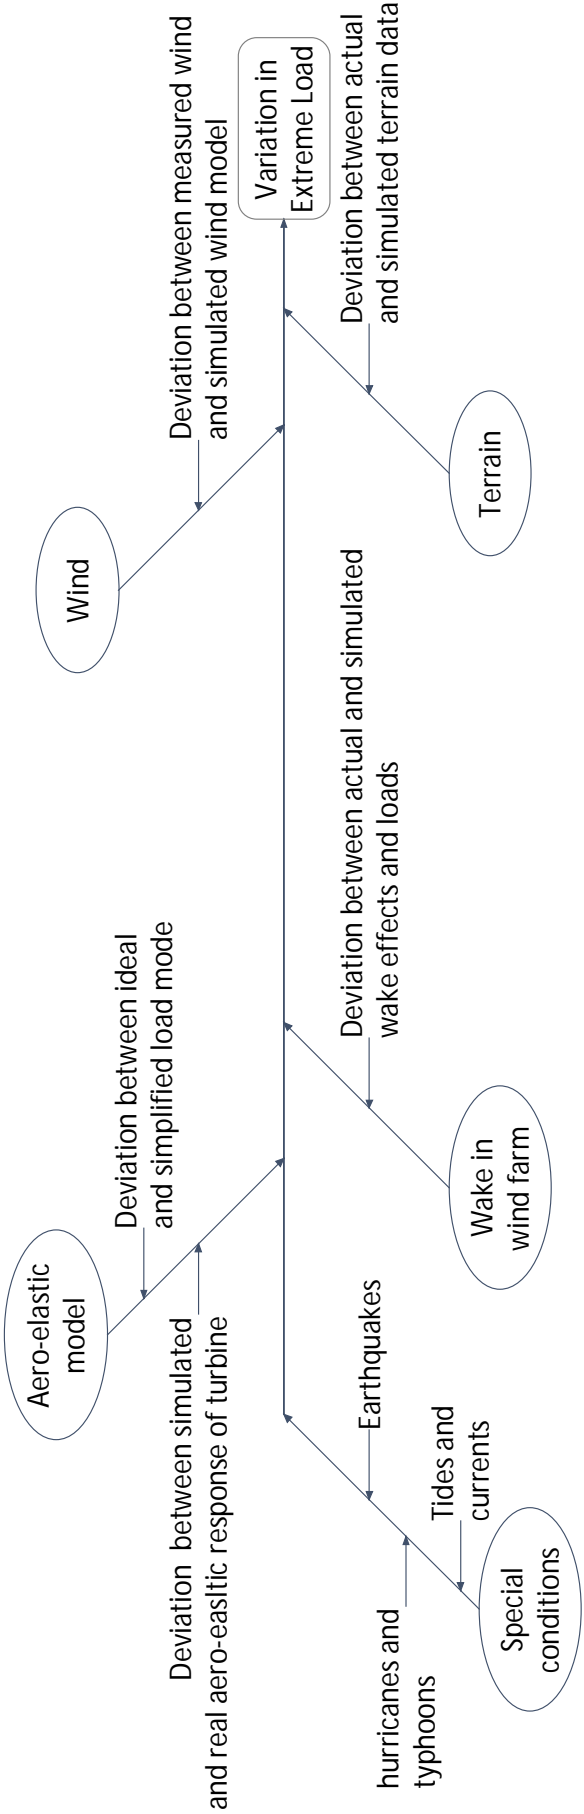 Aero-elastic
model
Deviation between ideal
and simplified load mode
Deviation between simulated
and real aero-easltic response of turbine
Wind
Deviation between measured wind
and simulated wind model
Variation in
Extreme Load
Special
conditions
hurricanes and
typhoons
Tides and
currents
Earthquakes
Wake in
wind farm
Deviation between actual and simulated
wake effects and loads
Terrain
Deviation between actual
and simulated terrain data